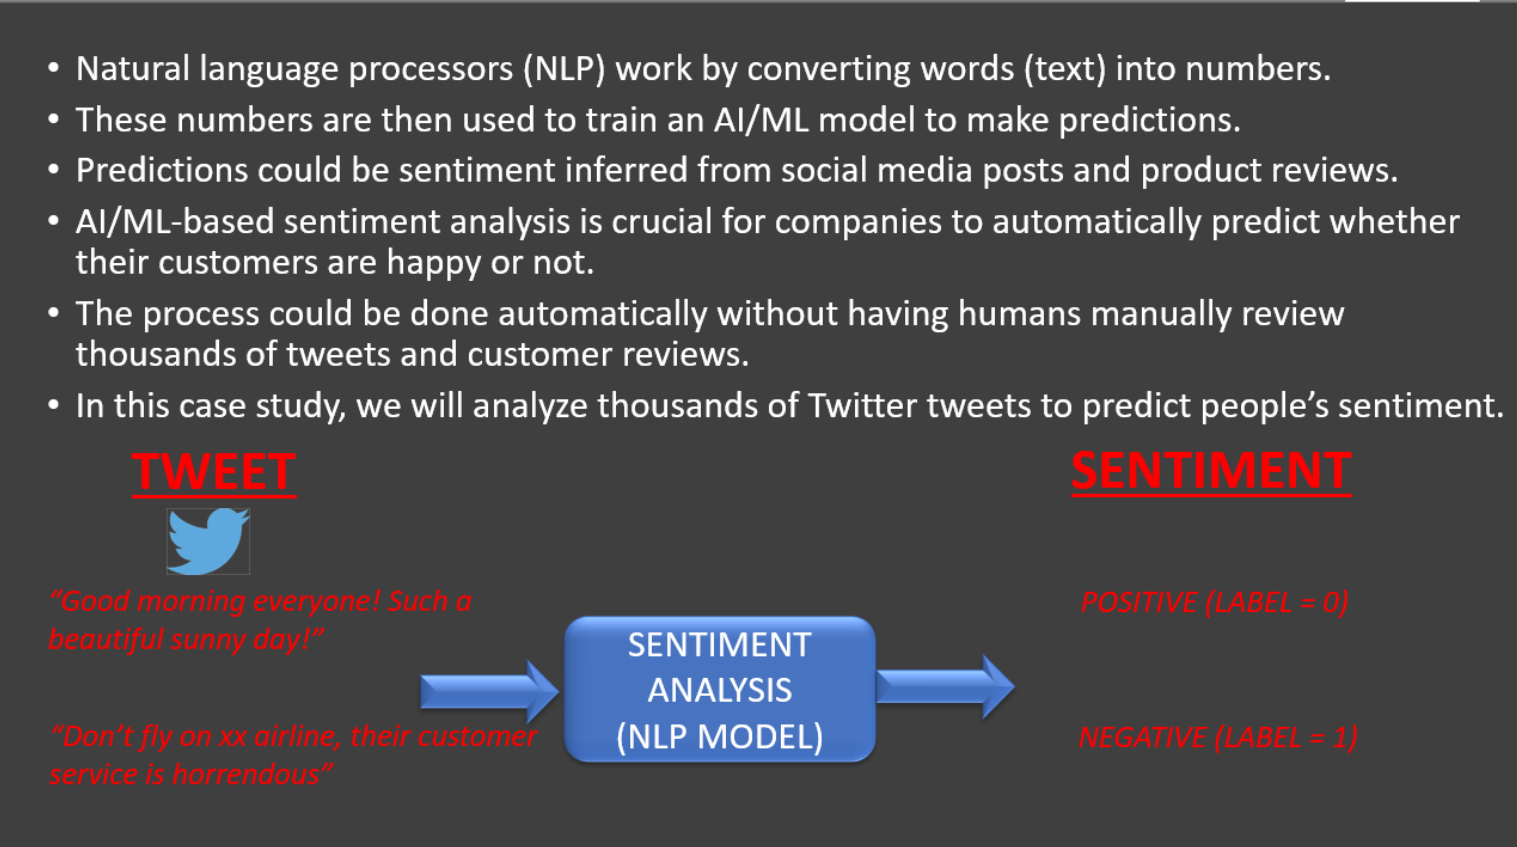 • Natural language processors (NLP) work by converting words (text) into numbers.
• These numbers are then used to train an AI/ML model to make predictions.
• Predictions could be sentiment inferred from social media posts and product reviews.
• AI/ML-based sentiment analysis is crucial for companies to automatically predict whether
their customers are happy or not.
• The process could be done automatically without having humans manually review
thousands of tweets and customer reviews.
• In this case study, we will analyze thousands of Twitter tweets to predict people’s sentiment.
TWEET
SENTIMENT
“Good morning everyone! Such a
beautiful sunny day!”
POSITIVE (LABEL = 0)
SENTIMENT
ANALYSIS
(NLP MODEL)
“Don’t fly on xx airline, their customer
service is horrendous”
NEGATIVE (LABEL = 1)